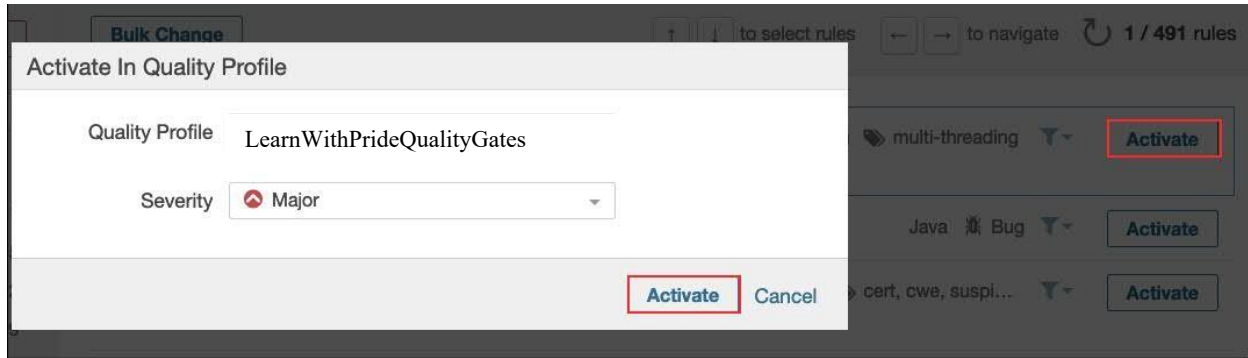 Bulk Change
↑ ↓ to select rules ← → to navigate 1 / 491 rules
Activate In Quality Profile
Quality Profile LearnWithPrideQualityGates
Severity Major
Activate Cancel
multi-threading Activate
Java Bug Activate
cert, cwe, suspi... Activate